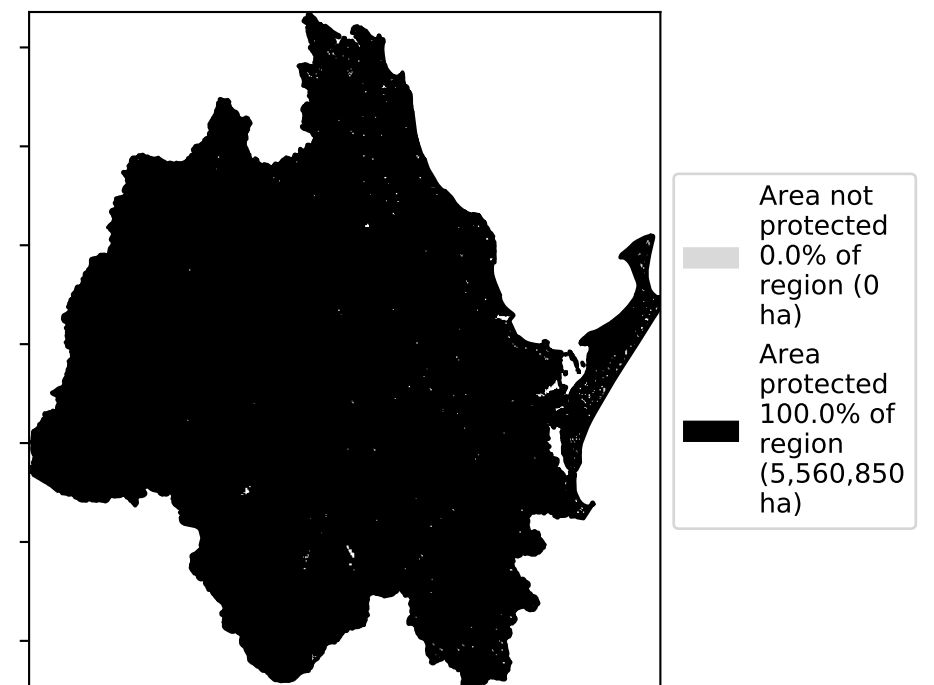 Area not
protected
0.0% of
region (0
ha)
Area
protected
100.0% of
region
(5,560,850
ha)